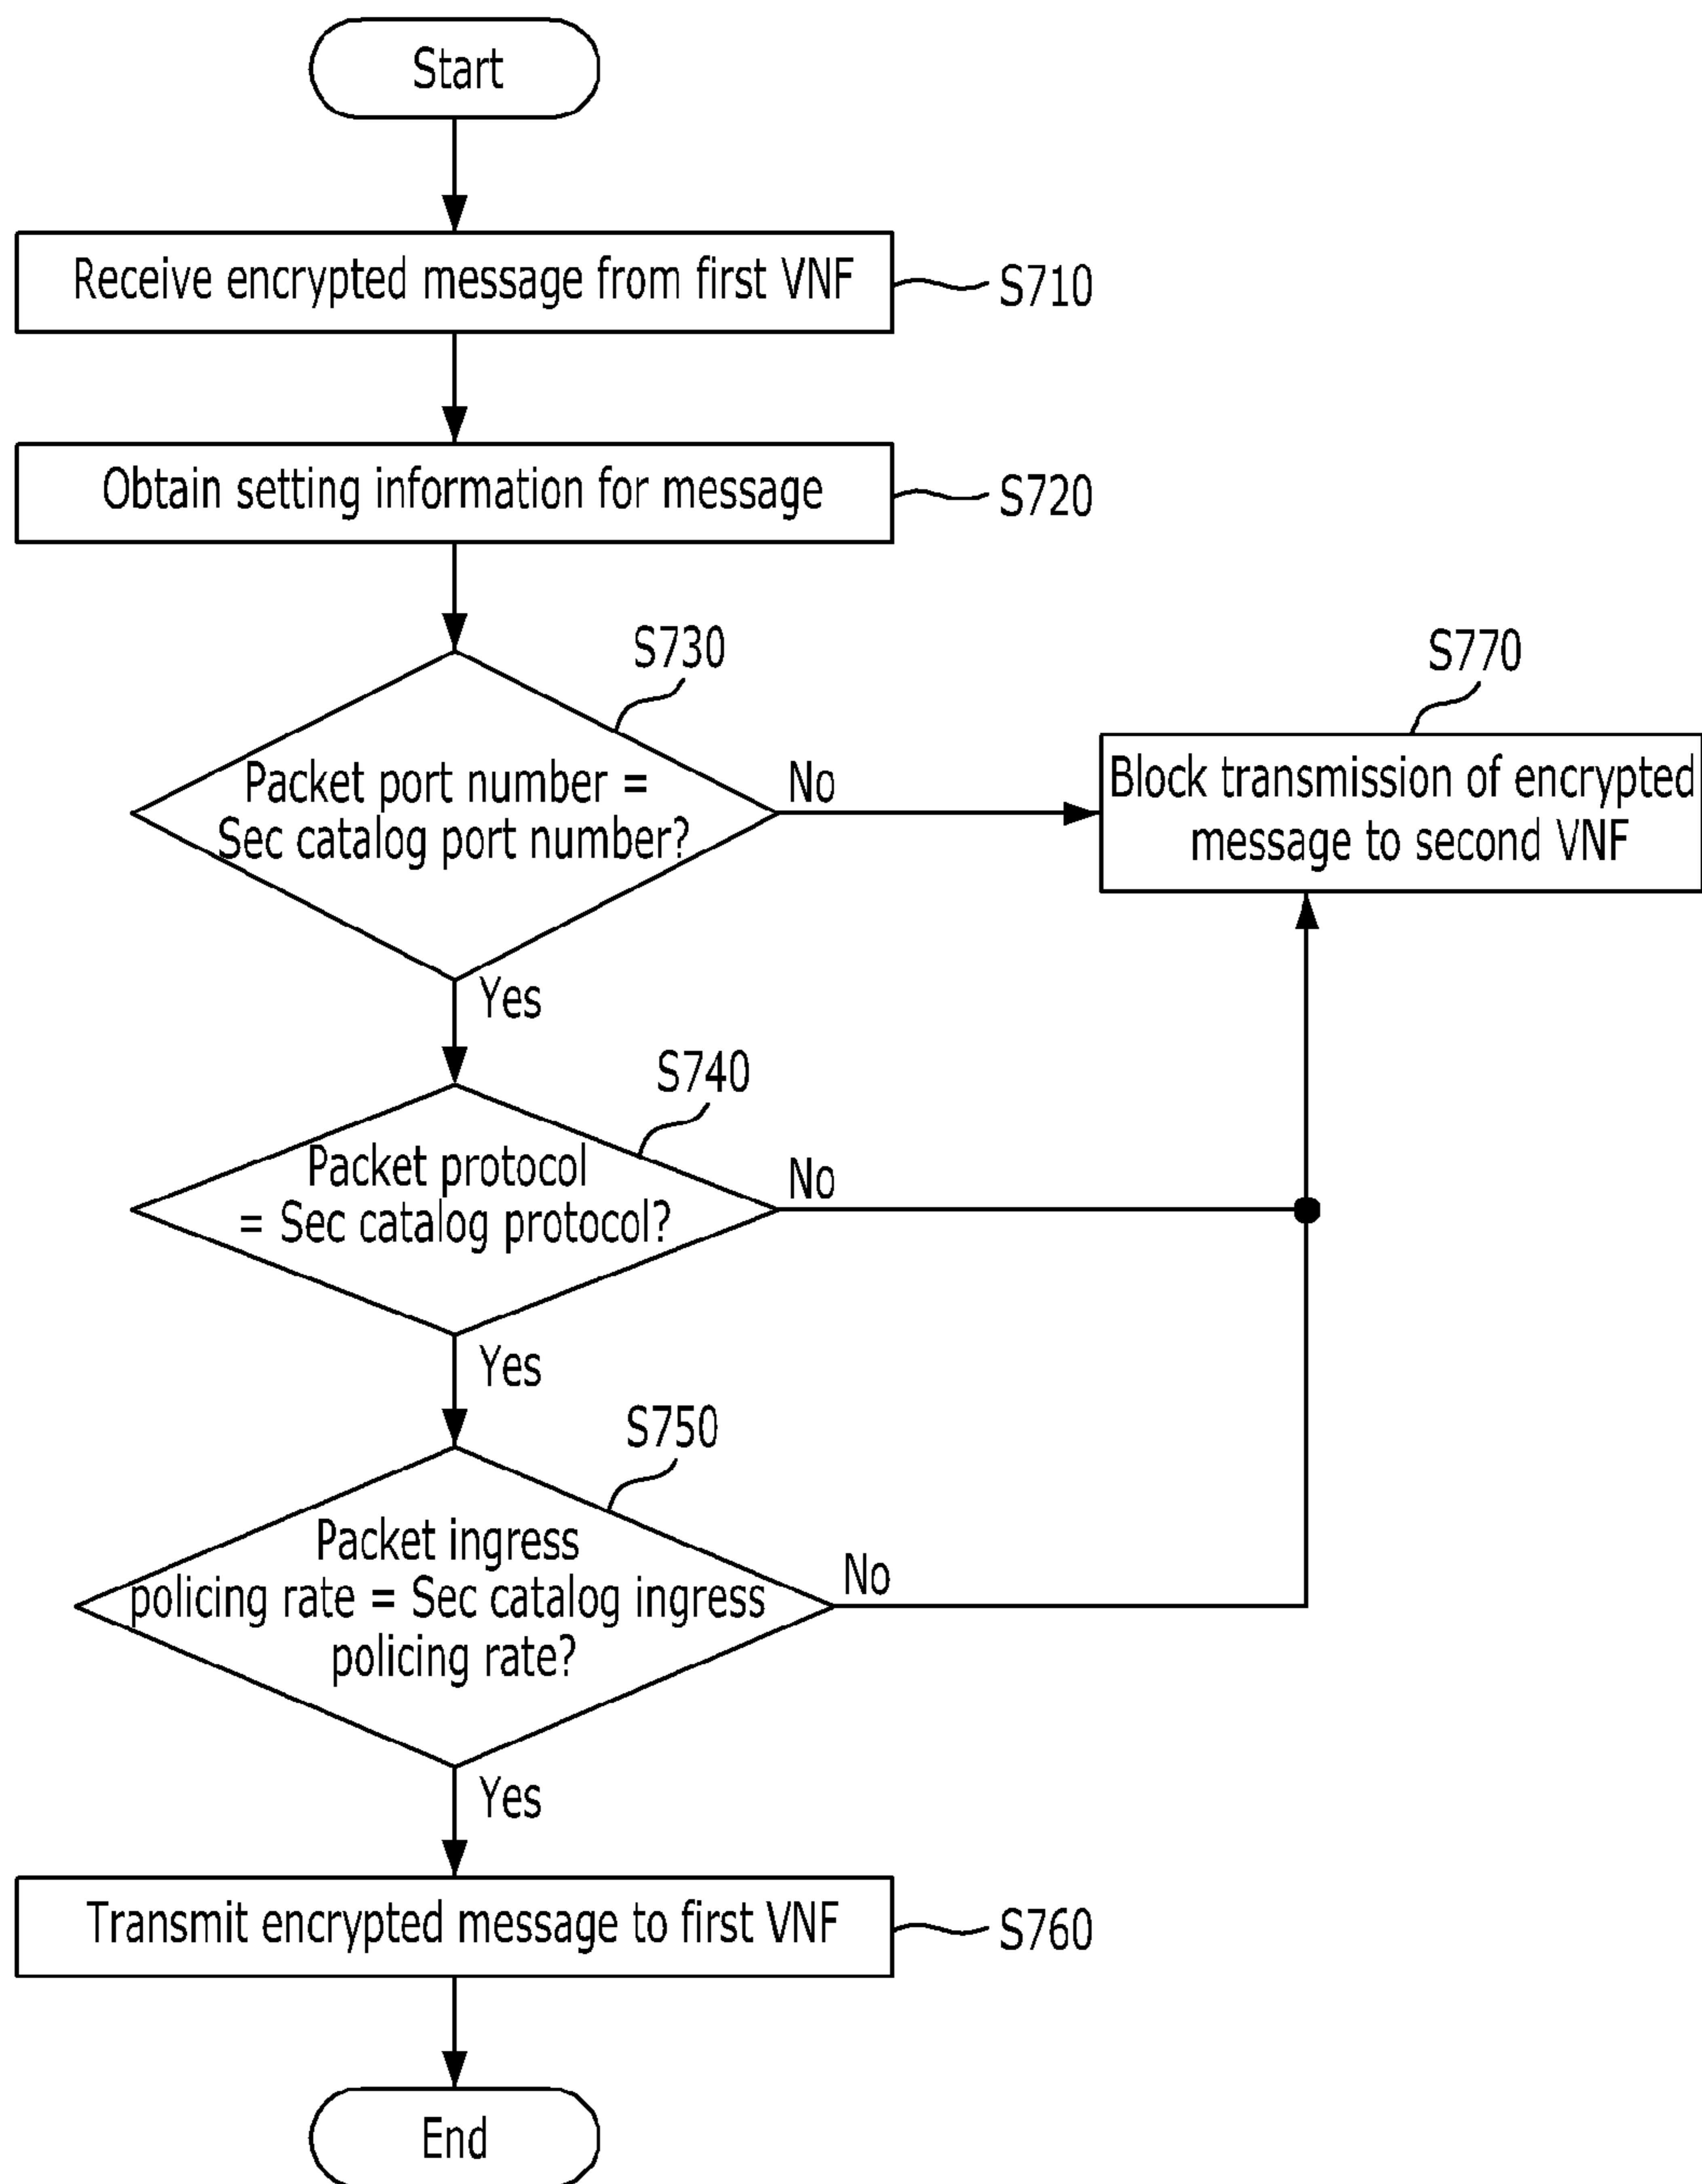 Start
Receive encrypted message from first VNF
S710
Obtain setting information for message
S720
S730
Packet port number =
Sec catalog port number?
No
Yes
S770
Block transmission of encrypted
message to second VNF
S740
Packet protocol
= Sec catalog protocol?
No
Yes
S750
Packet ingress
policing rate = Sec catalog ingress
policing rate?
No
Yes
Transmit encrypted message to first VNF
S760
End